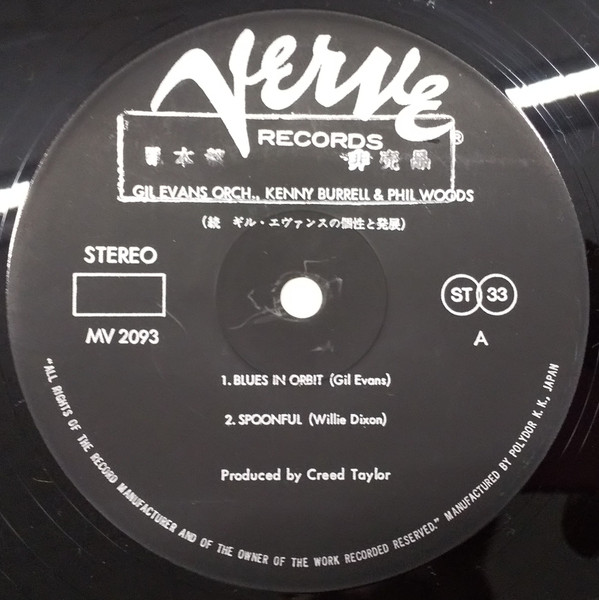 Verve
RECORDS®
見本盤 非売品
GIL EVANS ORCH., KENNY BURRELL & PHIL WOODS
(続 ギル・エヴァンスの個性と発展)
STEREO
MV 2093
ST 33
A
1. BLUES IN ORBIT (Gil Evans)
2. SPOONFUL (Willie Dixon)
Produced by Creed Taylor
"ALL RIGHTS OF THE RECORD MANUFACTURER AND OF THE OWNER OF THE WORK RECORDED RESERVED." MANUFACTURED BY POLYDOR K. K., JAPAN